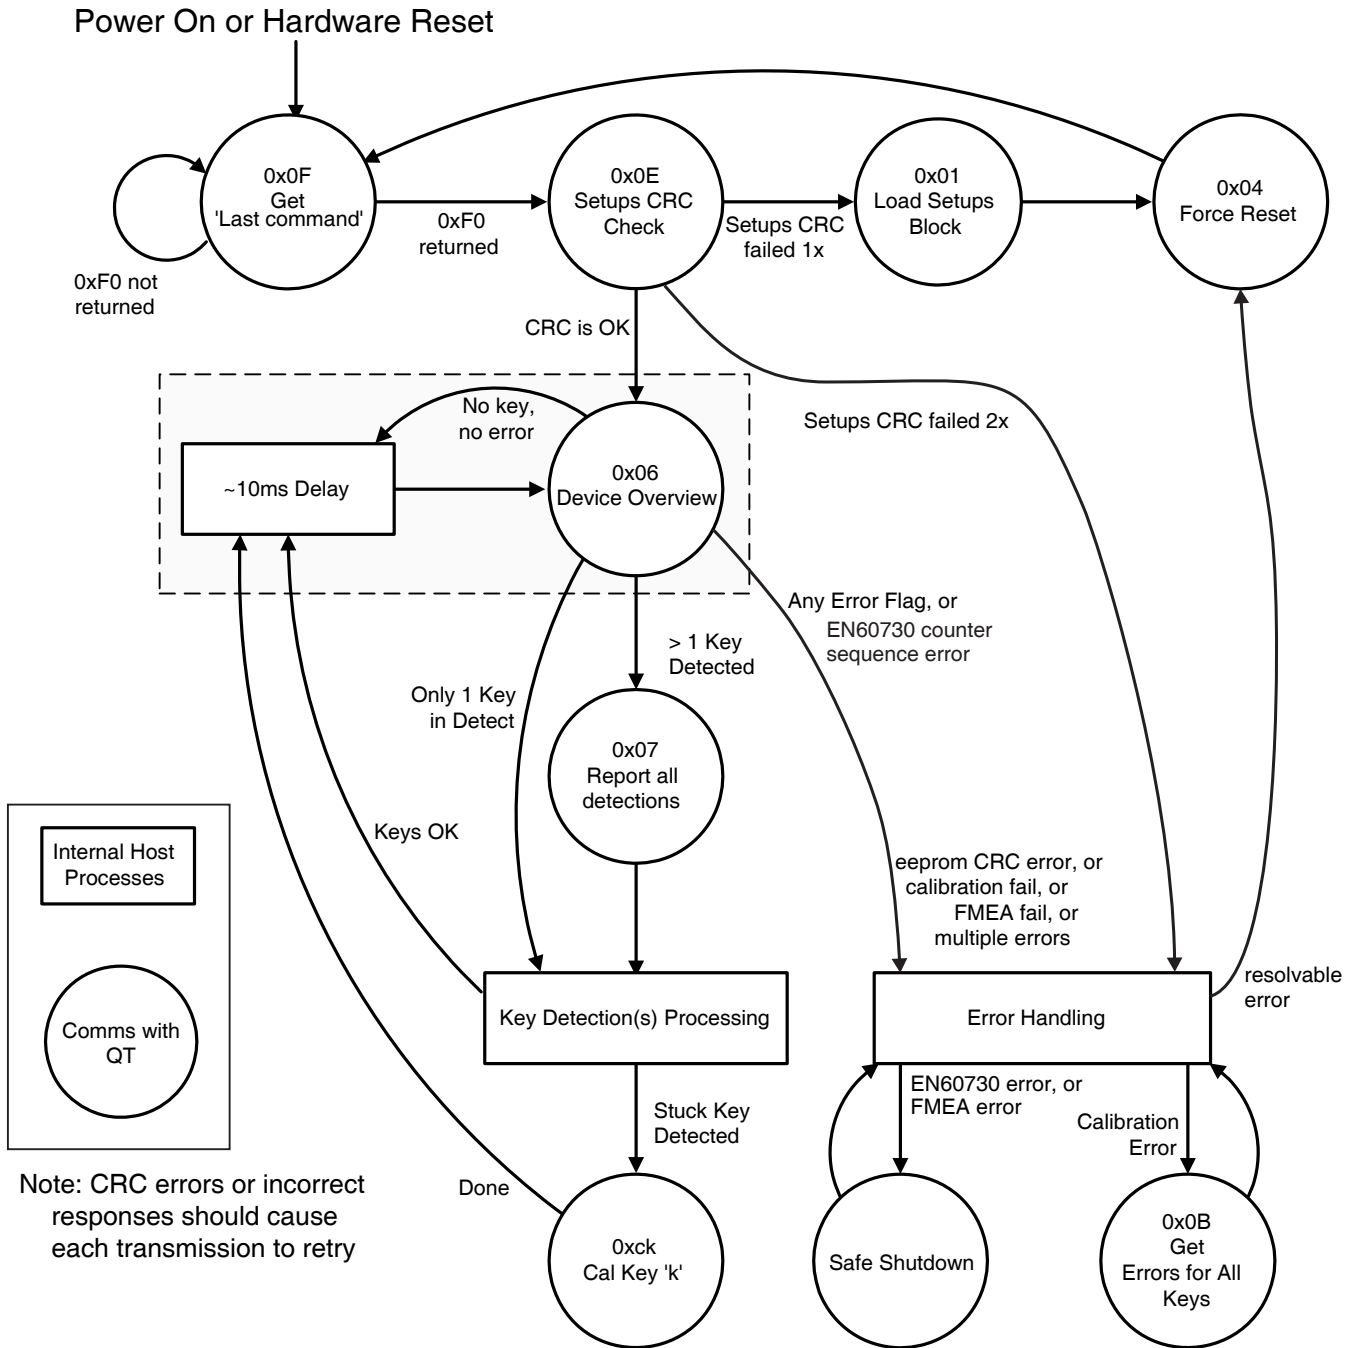 Power On or Hardware Reset
0x0F
Get
'Last command'
0xF0 not
returned
0xF0
returned
0x0E
Setups CRC
Check
Setups CRC
failed 1x
0x01
Load Setups
Block
0x04
Force Reset
CRC is OK
Setups CRC failed 2x
No key,
no error
~10ms Delay
0x06
Device Overview
Any Error Flag, or
EN60730 counter
sequence error
> 1 Key
Detected
Only 1 Key
in Detect
0x07
Report all
detections
Keys OK
eeprom CRC error, or
calibration fail, or
FMEA fail, or
multiple errors
resolvable
error
Internal Host
Processes
Comms with
QT
Key Detection(s) Processing
Error Handling
Stuck Key
Detected
EN60730 error, or
FMEA error
Calibration
Error
Done
0xck
Cal Key 'k'
Safe Shutdown
0x0B
Get
Errors for All
Keys
Note: CRC errors or incorrect
responses should cause
each transmission to retry